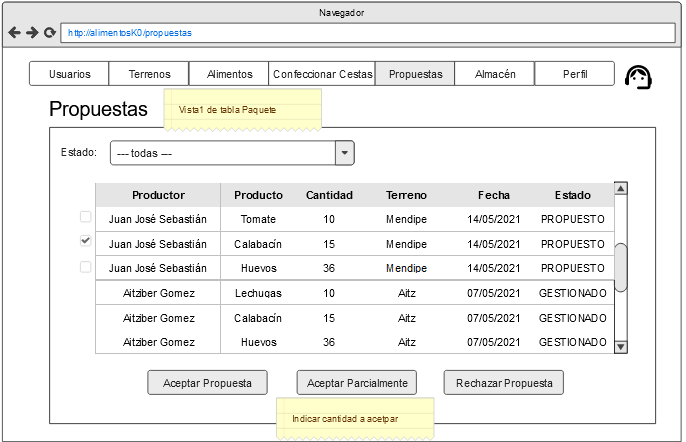 Navegador
http://alimentosK0/propuestas
Usuarios Terrenos Alimentos Confeccionar Cestas Propuestas Almacén Perfil
Propuestas
Vista1 de tabla Paquete
Estado: --- todas ---
Productor Producto Cantidad Terreno Fecha Estado
Juan José Sebastián Tomate 10 Mendipe 14/05/2021 PROPUESTO
Juan José Sebastián Calabacín 15 Mendipe 14/05/2021 PROPUESTO
Juan José Sebastián Huevos 36 Mendipe 14/05/2021 PROPUESTO
Aitziber Gomez Lechugas 10 Aitz 07/05/2021 GESTIONADO
Aitziber Gomez Calabacín 15 Aitz 07/05/2021 GESTIONADO
Aitziber Gomez Huevos 36 Aitz 07/05/2021 GESTIONADO
Aceptar Propuesta Aceptar Parcialmente Rechazar Propuesta
Indicar cantidad a acetpar